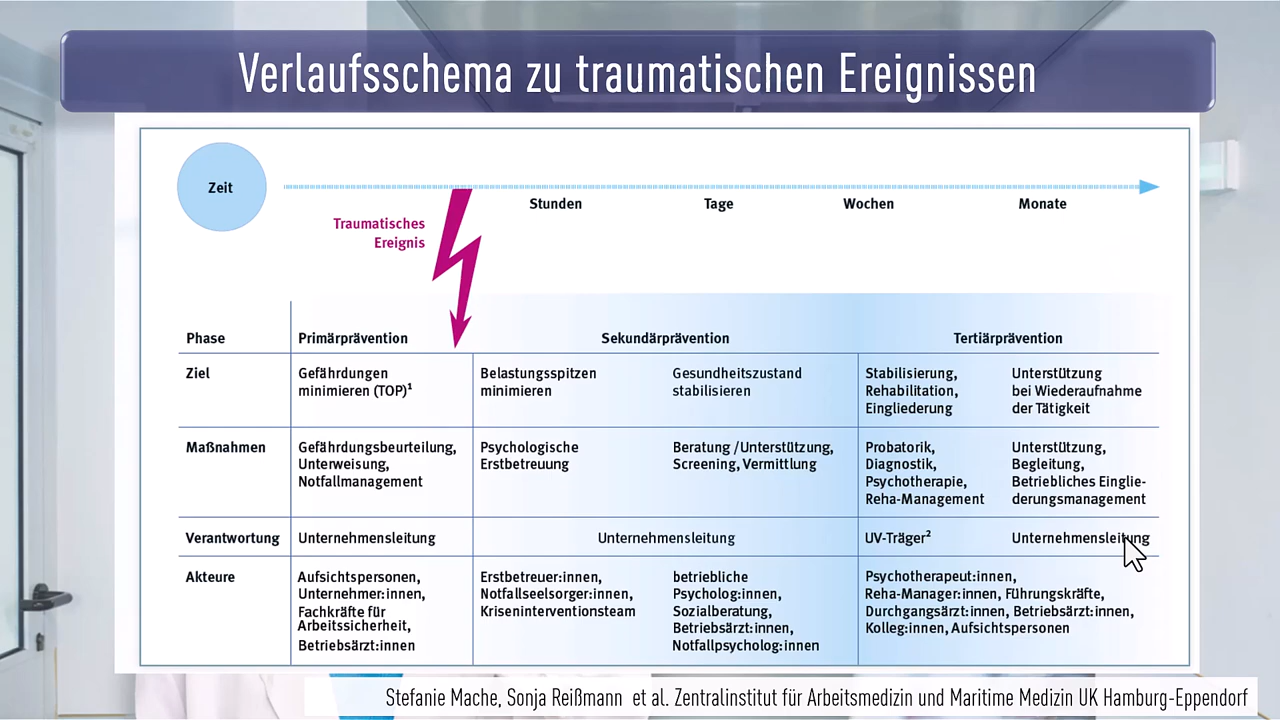 Verlaufsschema zu traumatischen Ereignissen
Zeit
Stunden
Tage
Wochen
Monate
Traumatisches
Ereignis
Phase
Primärprävention
Sekundärprävention
Tertiärprävention
Ziel
Gefährdungen
minimieren (TOP)¹
Belastungsspitzen
minimieren
Gesundheitszustand
stabilisieren
Stabilisierung,
Rehabilitation,
Eingliederung
Unterstützung
bei Wiederaufnahme
der Tätigkeit
Maßnahmen
Gefährdungsbeurteilung,
Unterweisung,
Notfallmanagement
Psychologische
Erstbetreuung
Beratung /Unterstützung,
Screening, Vermittlung
Probatorik,
Diagnostik,
Psychotherapie,
Reha-Management
Unterstützung,
Begleitung,
Betriebliches Einglie-
derungsmanagement
Verantwortung
Unternehmensleitung
Unternehmensleitung
UV-Träger²
Unternehmensleitung
Akteure
Aufsichtspersonen,
Unternehmer:innen,
Fachkräfte für
Arbeitssicherheit,
Betriebsärzt:innen
Erstbetreuer:innen,
Notfallseelsorger:innen,
Kriseninterventionsteam
betriebliche
Psycholog:innen,
Sozialberatung,
Betriebsärzt:innen,
Notfallpsycholog:innen
Psychotherapeut:innen,
Reha-Manager:innen, Führungskräfte,
Durchgangsärzt:innen, Betriebsärzt:innen,
Kolleg:innen, Aufsichtspersonen
Stefanie Mache, Sonja Reißmann et al. Zentralinstitut für Arbeitsmedizin und Maritime Medizin UK Hamburg-Eppendorf